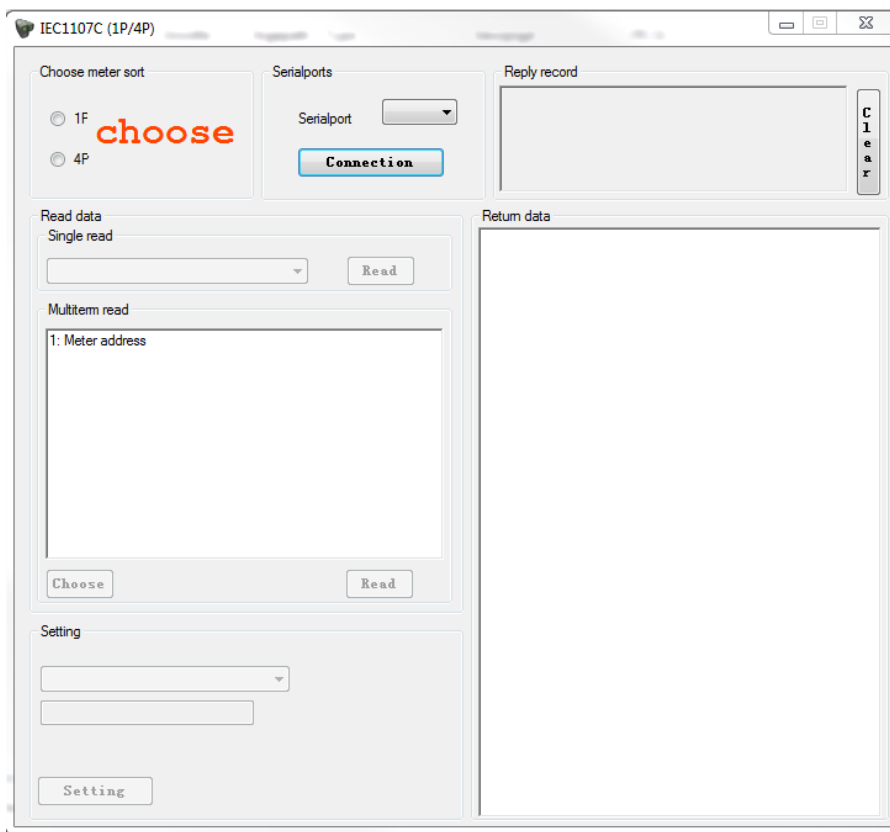 IEC1107C (1P/4P)
Choose meter sort
1P
choose
4P
Serialports
Serialport
Connection
Reply record
Clear
Read data
Single read
Read
Multiterm read
1: Meter address
Choose
Read
Return data
Setting
Setting